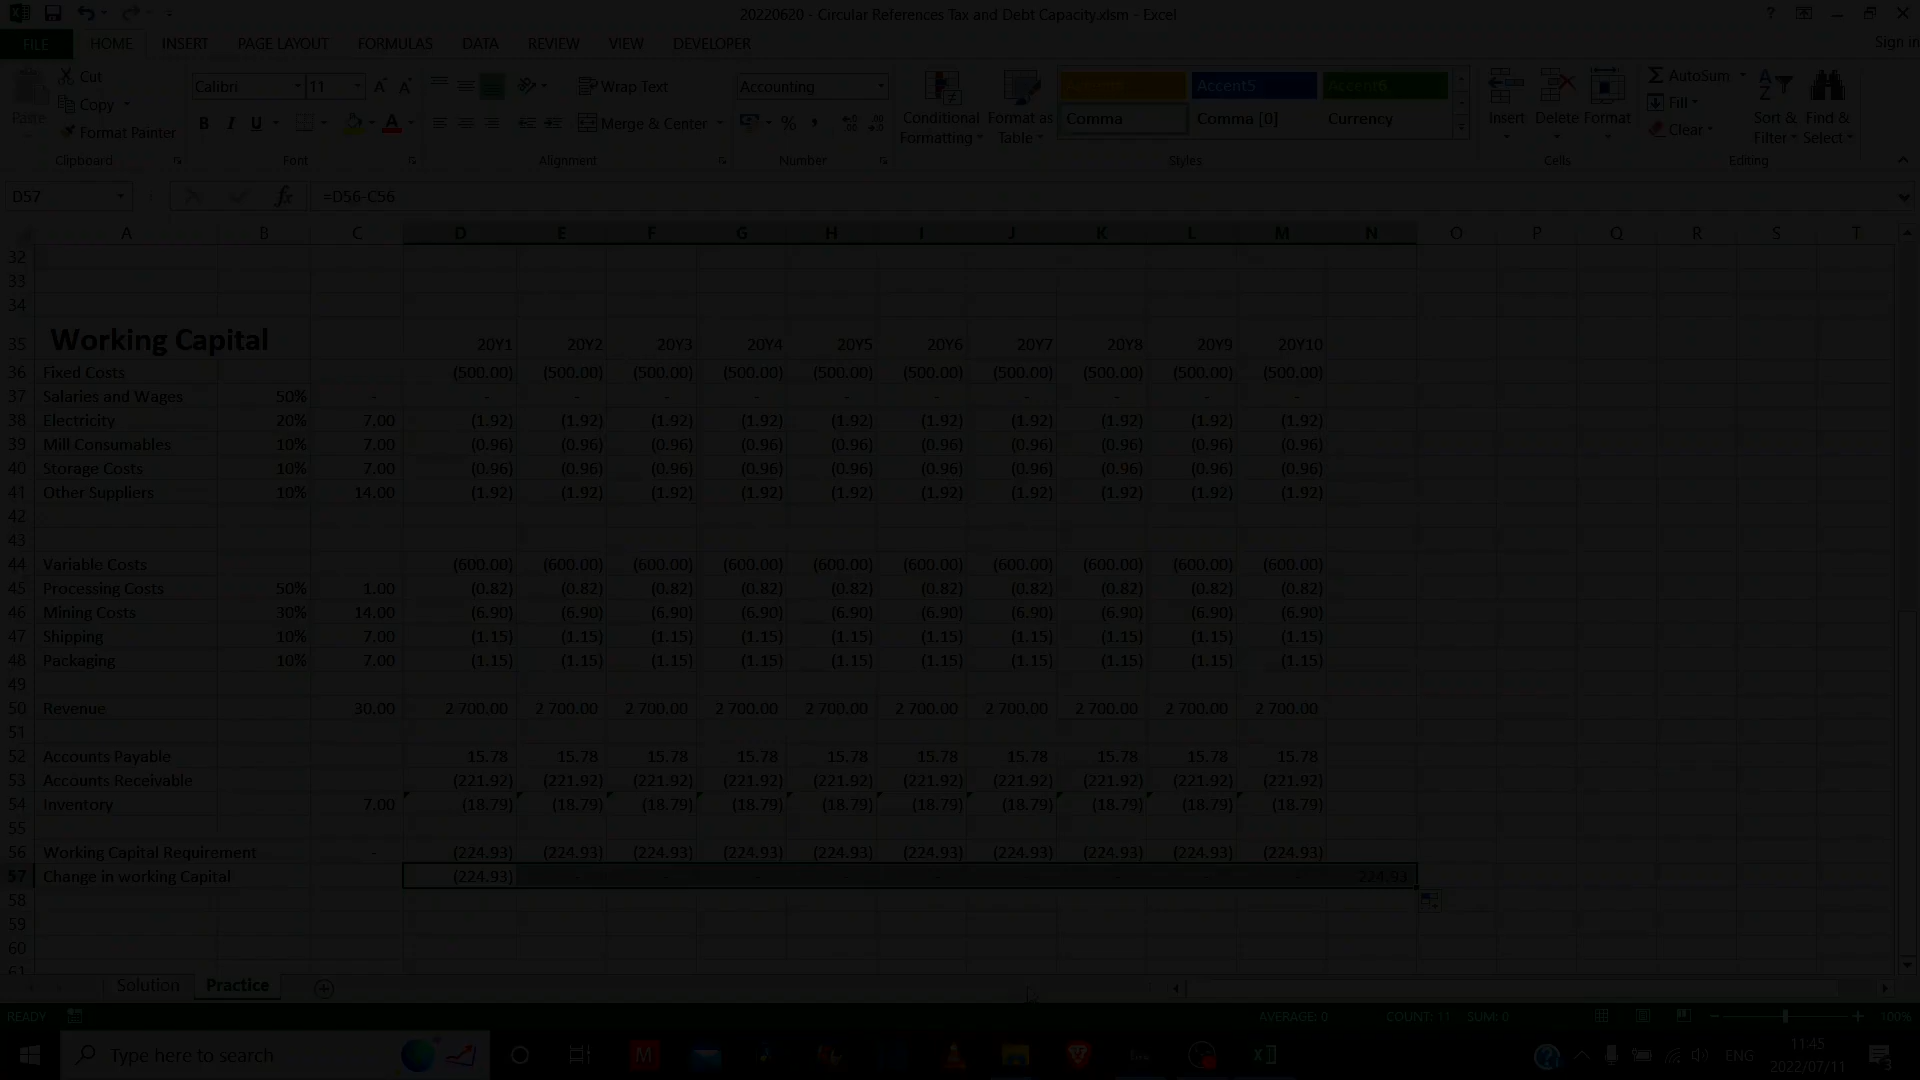 20220620 - Circular References Tax and Debt Capacity.xlsm - Excel
FILE HOME INSERT PAGE LAYOUT FORMULAS DATA REVIEW VIEW DEVELOPER Sign in
Paste Cut Copy Format Painter Clipboard
Calibri 11 Font
Wrap Text Merge & Center Alignment
Accounting Number
Conditional Formatting Format as Table
Accent5 Accent6
Comma Comma [0] Currency Styles
Insert Delete Format Cells
AutoSum Fill Clear Sort & Filter Find & Select Editing
D57 fx =D56-C56
A B C D E F G H I J K L M N O P Q R S T
32
33
34
35 Working Capital 20Y1 20Y2 20Y3 20Y4 20Y5 20Y6 20Y7 20Y8 20Y9 20Y10
36 Fixed Costs (500.00) (500.00) (500.00) (500.00) (500.00) (500.00) (500.00) (500.00) (500.00) (500.00)
37 Salaries and Wages 50% - - - - - - - - - - -
38 Electricity 20% 7.00 (1.92) (1.92) (1.92) (1.92) (1.92) (1.92) (1.92) (1.92) (1.92) (1.92)
39 Mill Consumables 10% 7.00 (0.96) (0.96) (0.96) (0.96) (0.96) (0.96) (0.96) (0.96) (0.96) (0.96)
40 Storage Costs 10% 7.00 (0.96) (0.96) (0.96) (0.96) (0.96) (0.96) (0.96) (0.96) (0.96) (0.96)
41 Other Suppliers 10% 14.00 (1.92) (1.92) (1.92) (1.92) (1.92) (1.92) (1.92) (1.92) (1.92) (1.92)
42
43
44 Variable Costs (600.00) (600.00) (600.00) (600.00) (600.00) (600.00) (600.00) (600.00) (600.00) (600.00)
45 Processing Costs 50% 1.00 (0.82) (0.82) (0.82) (0.82) (0.82) (0.82) (0.82) (0.82) (0.82) (0.82)
46 Mining Costs 30% 14.00 (6.90) (6.90) (6.90) (6.90) (6.90) (6.90) (6.90) (6.90) (6.90) (6.90)
47 Shipping 10% 7.00 (1.15) (1.15) (1.15) (1.15) (1.15) (1.15) (1.15) (1.15) (1.15) (1.15)
48 Packaging 10% 7.00 (1.15) (1.15) (1.15) (1.15) (1.15) (1.15) (1.15) (1.15) (1.15) (1.15)
49
50 Revenue 30.00 2 700.00 2 700.00 2 700.00 2 700.00 2 700.00 2 700.00 2 700.00 2 700.00 2 700.00 2 700.00
51
52 Accounts Payable 15.78 15.78 15.78 15.78 15.78 15.78 15.78 15.78 15.78 15.78
53 Accounts Receivable (221.92) (221.92) (221.92) (221.92) (221.92) (221.92) (221.92) (221.92) (221.92) (221.92)
54 Inventory 7.00 (18.79) (18.79) (18.79) (18.79) (18.79) (18.79) (18.79) (18.79) (18.79) (18.79)
55
56 Working Capital Requirement - (224.93) (224.93) (224.93) (224.93) (224.93) (224.93) (224.93) (224.93) (224.93) (224.93)
57 Change in working Capital (224.93) - - - - - - - - - 224.93
58
59
60
61
Solution Practice
READY AVERAGE: 0 COUNT: 11 SUM: 0 100%
Type here to search ENG 11:45
2022/07/11